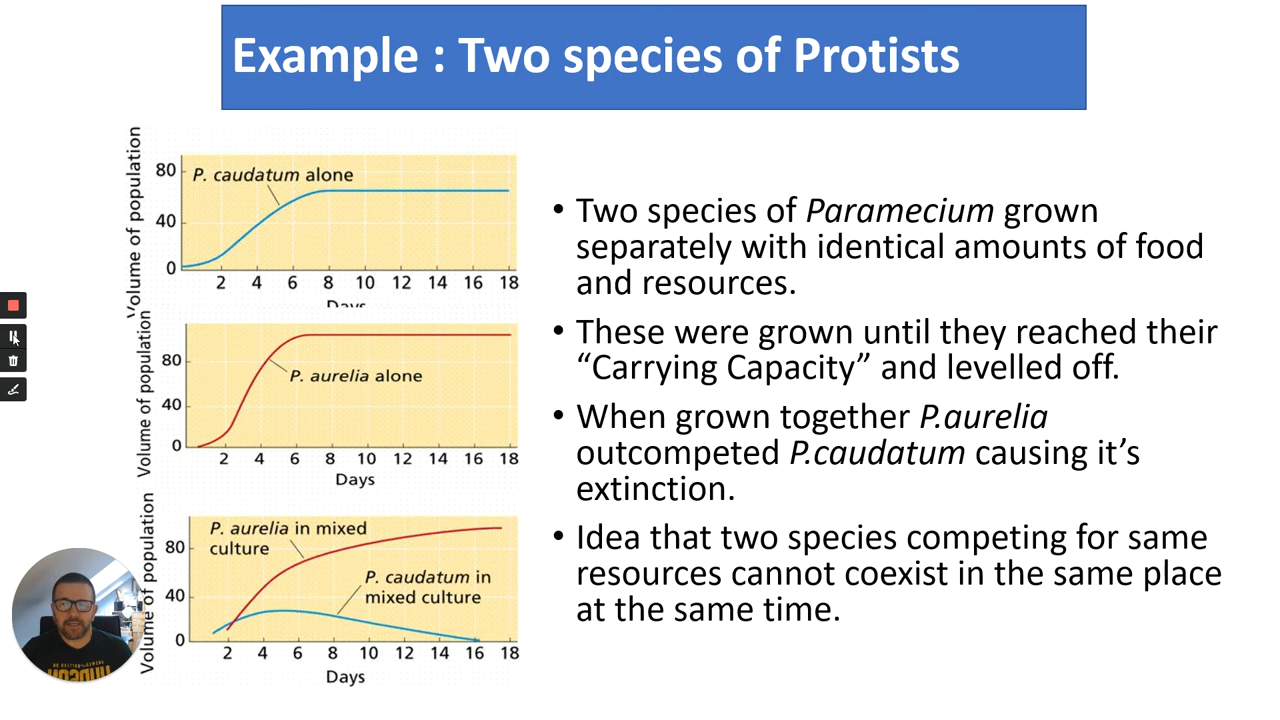 Example : Two species of Protists
Volume of population
80
40
0
P. caudatum alone
2 4 6 8 10 12 14 16 18
Days
Volume of population
80
40
0
P. aurelia alone
2 4 6 8 10 12 14 16 18
Days
Volume of population
80
40
0
P. aurelia in mixed
culture
P. caudatum in
mixed culture
2 4 6 8 10 12 14 16 18
Days
• Two species of Paramecium grown
separately with identical amounts of food
and resources.
• These were grown until they reached their
“Carrying Capacity” and levelled off.
• When grown together P.aurelia
outcompeted P.caudatum causing it’s
extinction.
• Idea that two species competing for same
resources cannot coexist in the same place
at the same time.